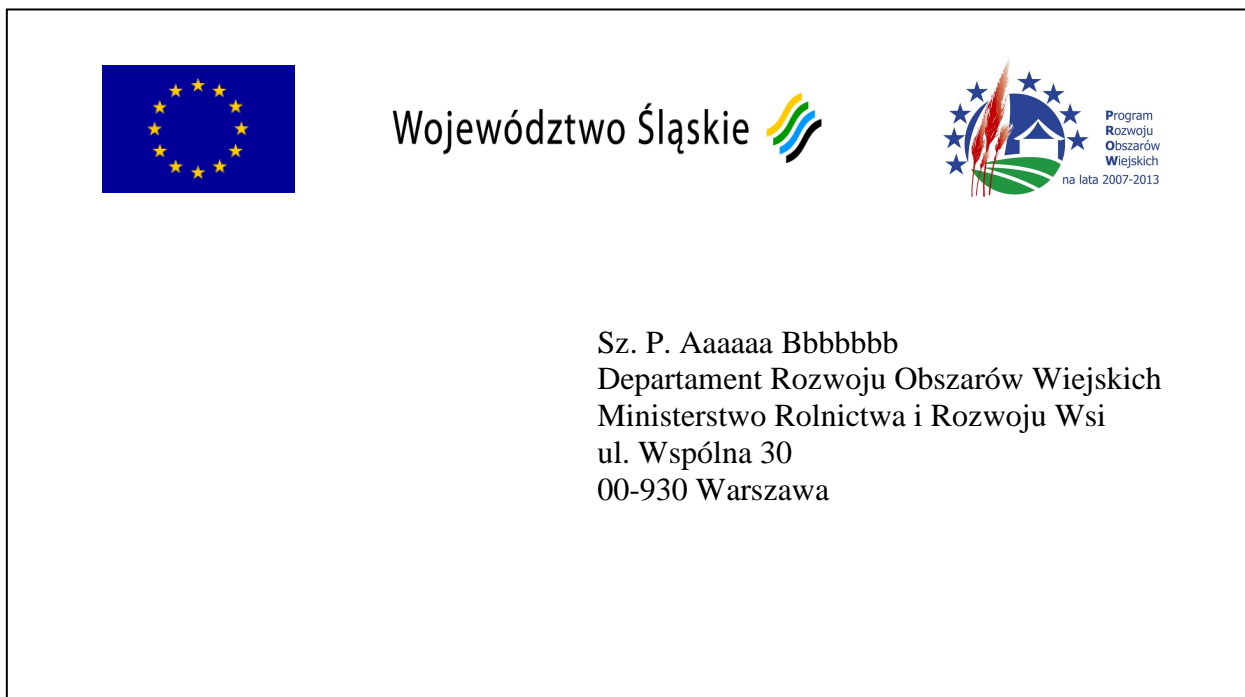 Województwo Śląskie
Program
Rozwoju
Obszarów
Wiejskich
na lata 2007-2013
Sz. P. Aaaaaa Bbbbbbb
Departament Rozwoju Obszarów Wiejskich
Ministerstwo Rolnictwa i Rozwoju Wsi
ul. Wspólna 30
00-930 Warszawa